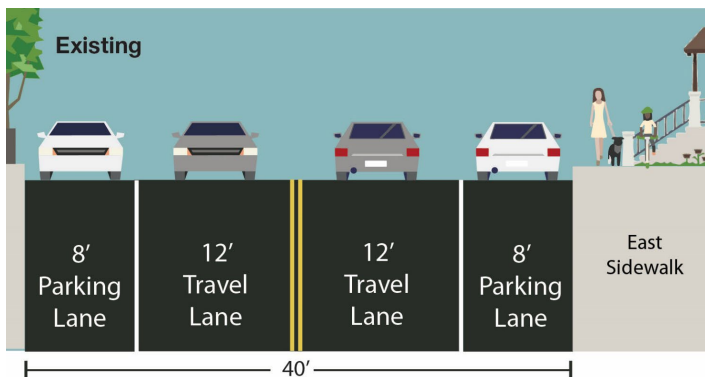 Existing
8'
Parking
Lane
12'
Travel
Lane
12'
Travel
Lane
8'
Parking
Lane
East
Sidewalk
40'